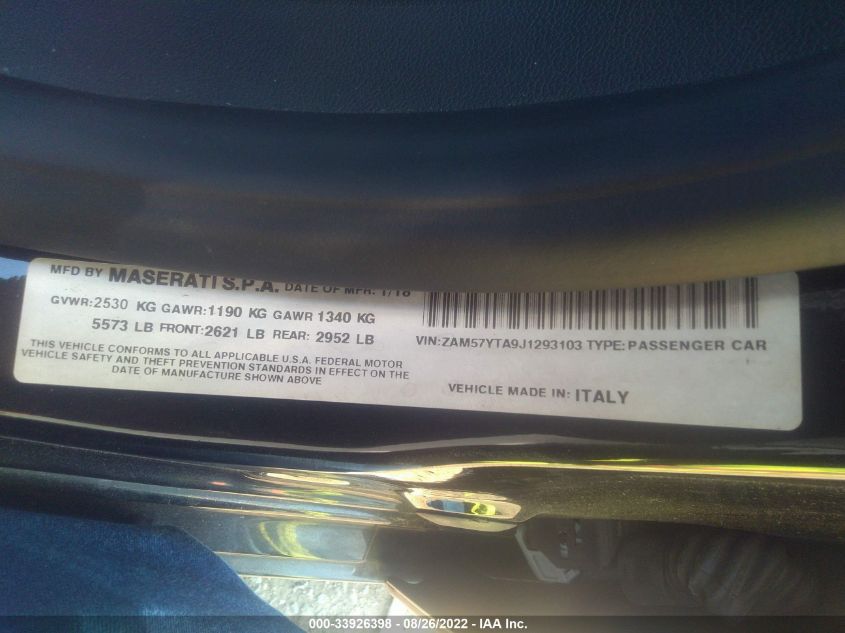 MFD BY MASERATI S.P.A. DATE OF MFR. 1/18
GVWR:2530 KG GAWR:1190 KG GAWR 1340 KG
5573 LB FRONT:2621 LB REAR: 2952 LB
THIS VEHICLE CONFORMS TO ALL APPLICABLE U.S.A. FEDERAL MOTOR
VEHICLE SAFETY AND THEFT PREVENTION STANDARDS IN EFFECT ON THE
DATE OF MANUFACTURE SHOWN ABOVE
VIN:ZAM57YTA9J1293103 TYPE:PASSENGER CAR
VEHICLE MADE IN: ITALY
000-33926398 - 08/26/2022 - IAA Inc.